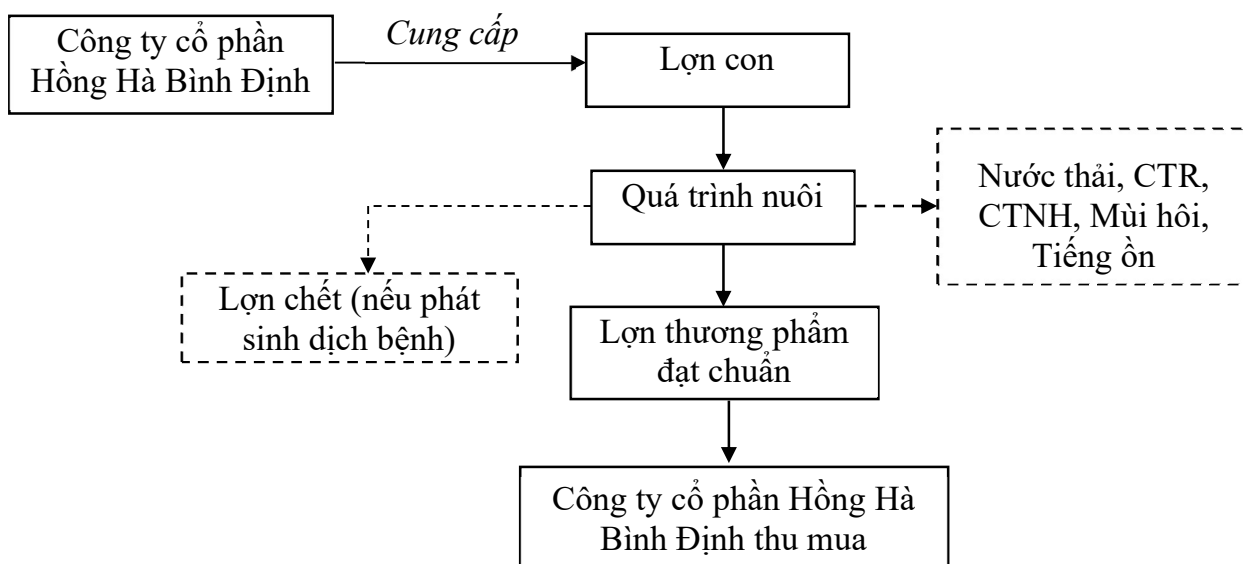 Công ty cổ phần
Hồng Hà Bình Định
Cung cấp
Lợn con
Quá trình nuôi
Nước thải, CTR,
CTNH, Mùi hôi,
Tiếng ồn
Lợn chết (nếu phát
sinh dịch bệnh)
Lợn thương phẩm
đạt chuẩn
Công ty cổ phần Hồng Hà
Bình Định thu mua